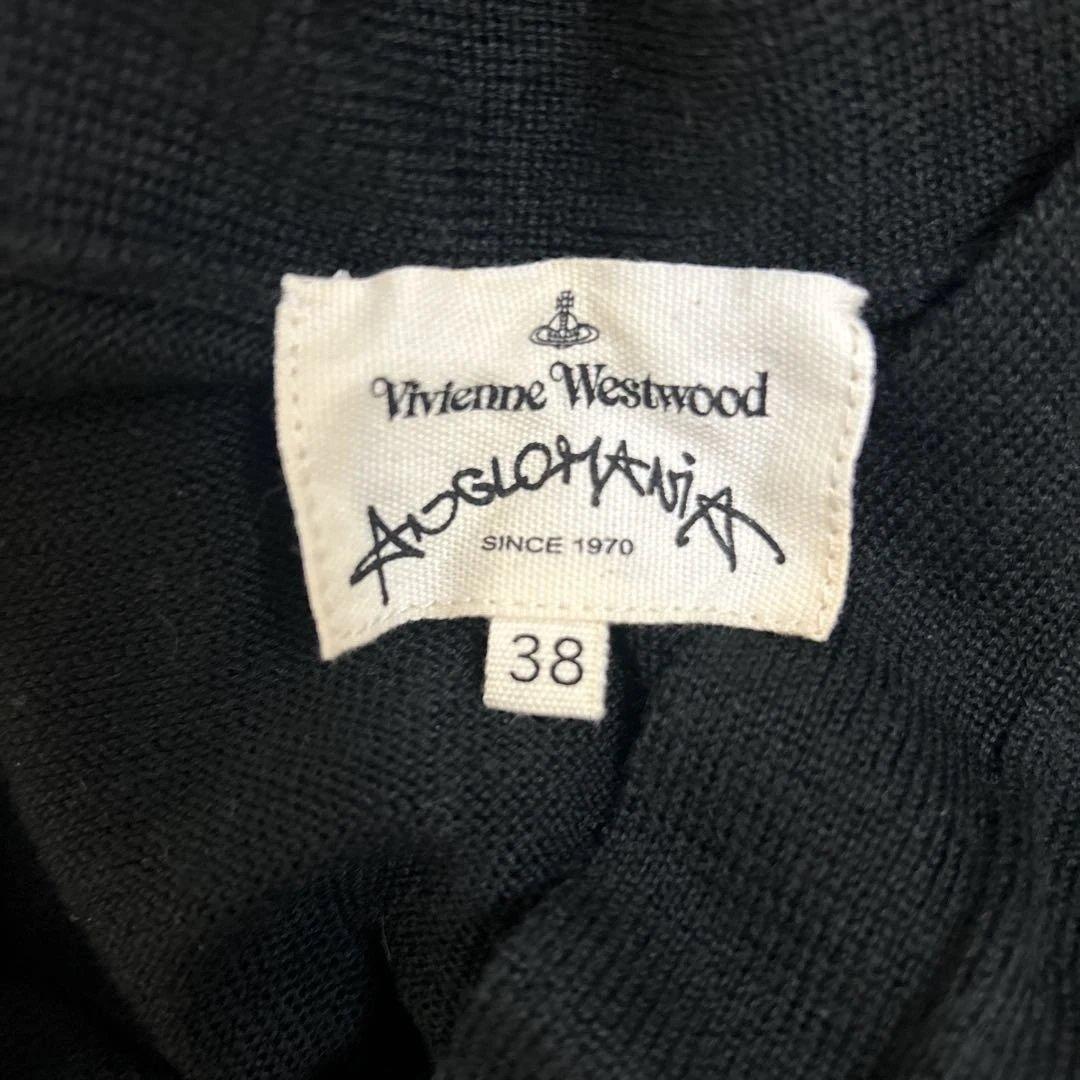 Vivienne Westwood
ANGLOMANiA
SINCE 1970
38